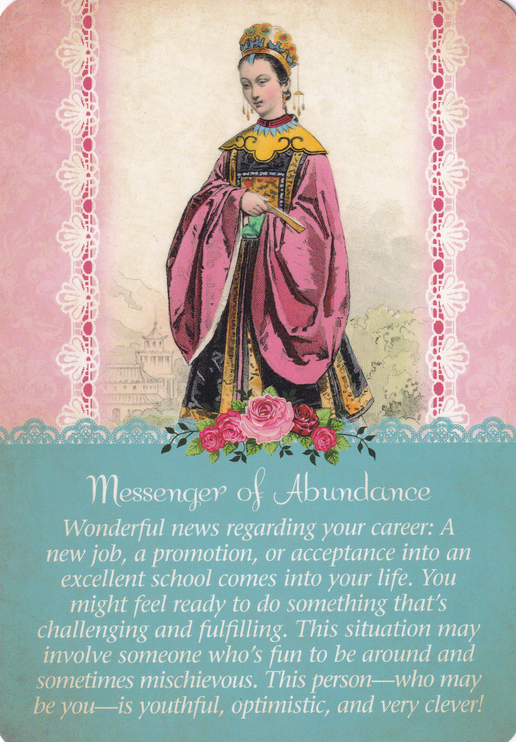 Messenger of Abundance
Wonderful news regarding your career: A
new job, a promotion, or acceptance into an
excellent school comes into your life. You
might feel ready to do something that's
challenging and fulfilling. This situation may
involve someone who's fun to be around and
sometimes mischievous. This person—who may
be you—is youthful, optimistic, and very clever!